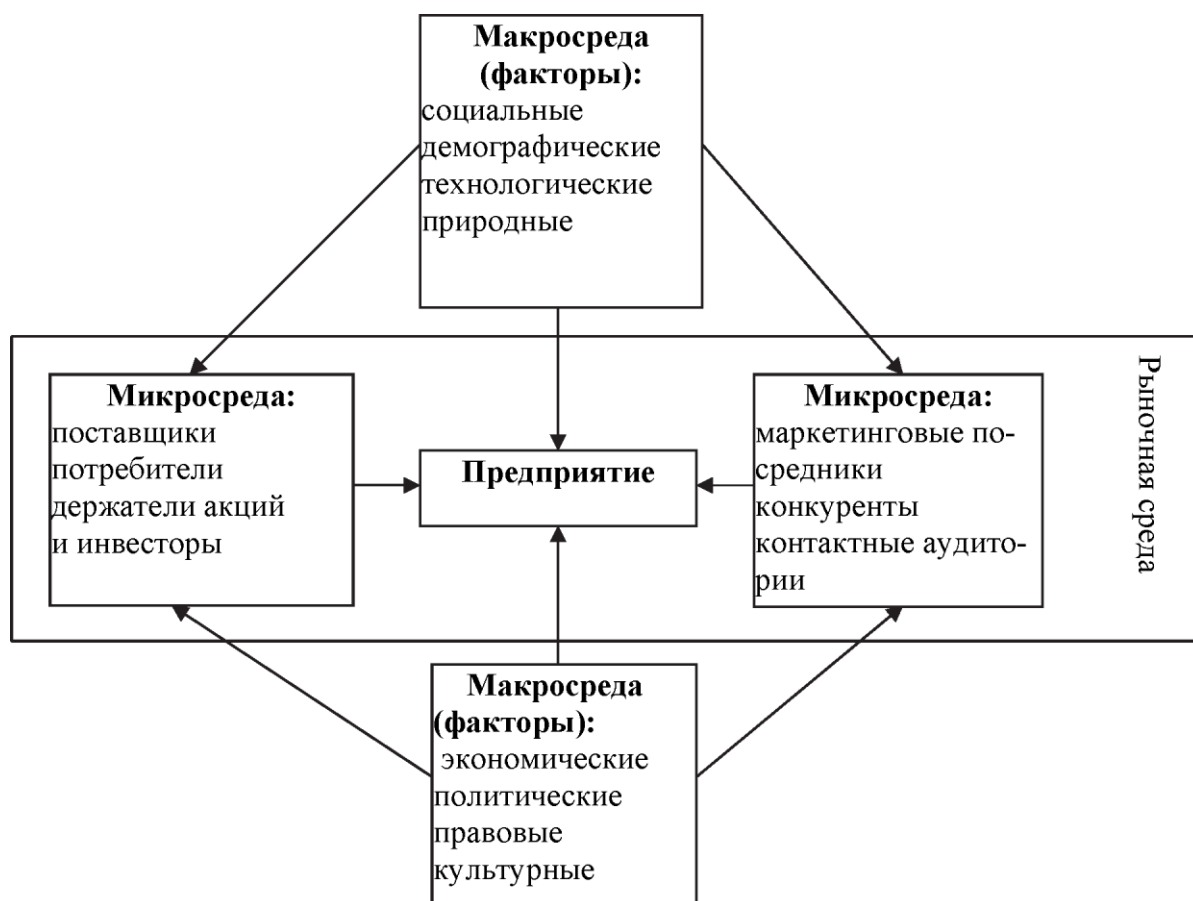 Макросреда
(факторы):
социальные
демографические
технологические
природные
Микросреда:
поставщики
потребители
держатели акций
и инвесторы
Предприятие
Микросреда:
маркетинговые по-
средники
конкуренты
контактные аудито-
рии
Рыночная среда
Макросреда
(факторы):
экономические
политические
правовые
культурные